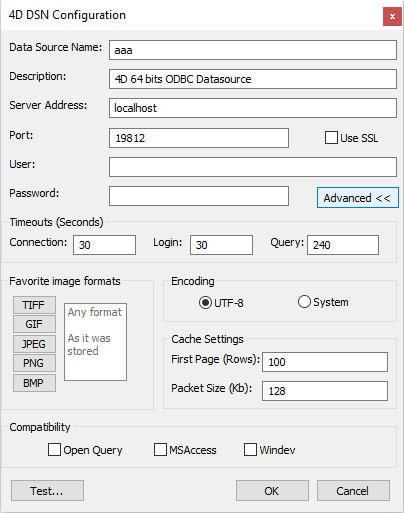 4D DSN Configuration
x
Data Source Name: aaa
Description: 4D 64 bits ODBC Datasource
Server Address: localhost
Port: 19812 Use SSL
User:
Password: Advanced <<
Timeouts (Seconds)
Connection: 30 Login: 30 Query: 240
Favorite image formats
TIFF
GIF
JPEG
PNG
BMP
Any format
As it was
stored
Encoding
UTF-8 System
Cache Settings
First Page (Rows): 100
Packet Size (Kb): 128
Compatibility
Open Query MSAccess Windev
Test... OK Cancel